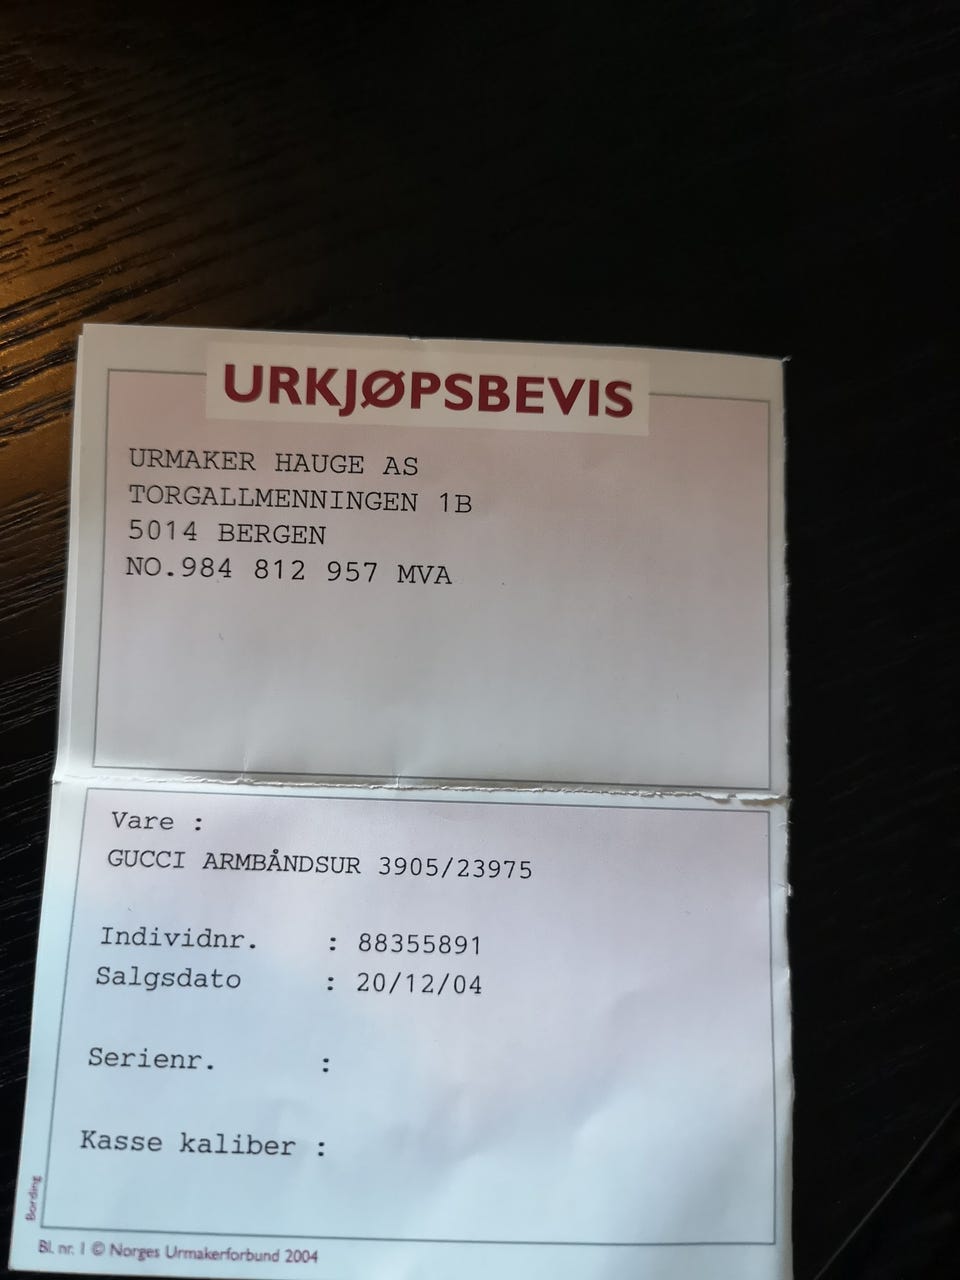 URKJØPSBEVIS
URMAKER HAUGE AS
TORGALLMENNINGEN 1B
5014 BERGEN
NO.984 812 957 MVA
Vare :
GUCCI ARMBÅNDSUR 3905/23975
Individnr. : 88355891
Salgsdato : 20/12/04
Serienr. :
Kasse kaliber :
Bording
Bl. nr. 1 © Norges Urmakerforbund 2004